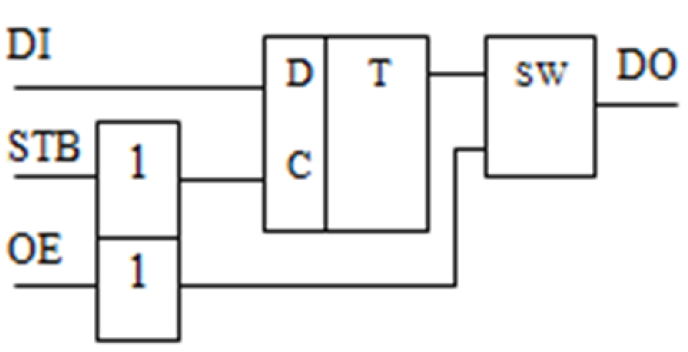 DI
D T SW DO
STB 1 C
OE 1